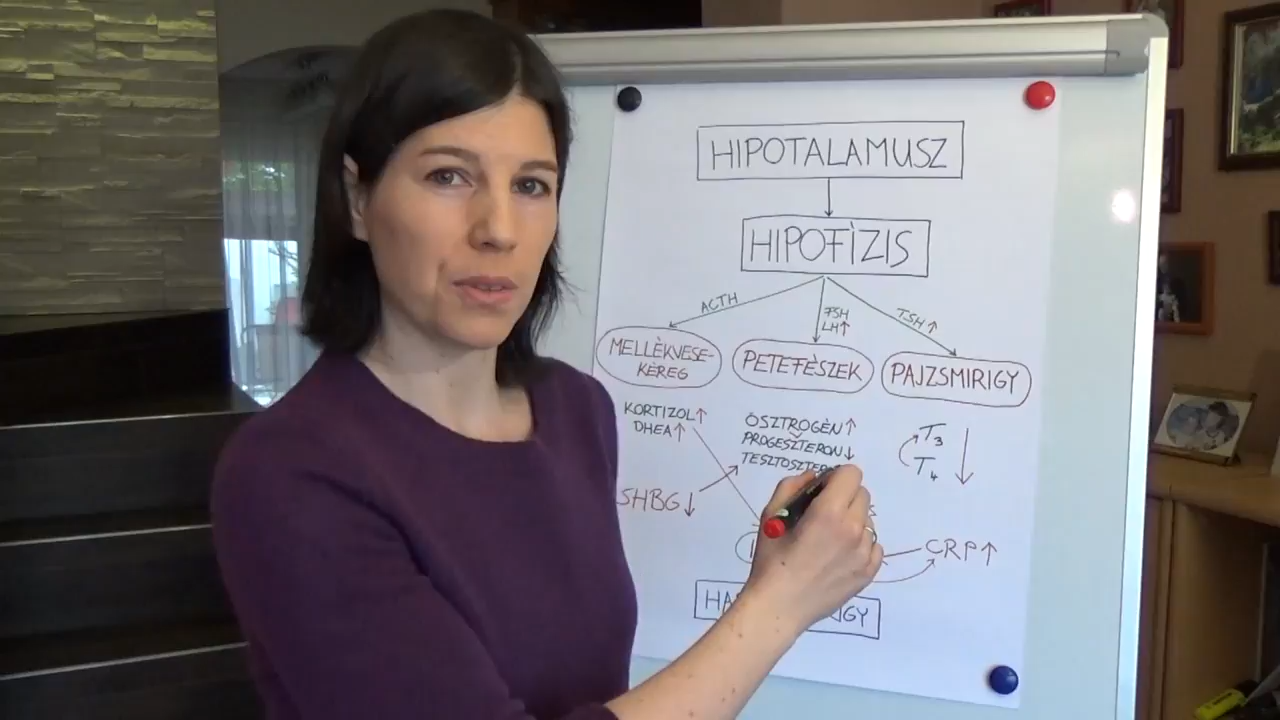 HIPOTALAMUSZ
HIPOFÍZIS
ACTH
FSH
LH↑
TSH↑
MELLÉKVESE-
KÉREG
PETEFÉSZEK
PAJZSMIRIGY
KORTIZOL↑
DHEA↑
ÖSZTROGÉN↑
PROGESZTERON↓
T3
T4
SHBG↓
CRP↑